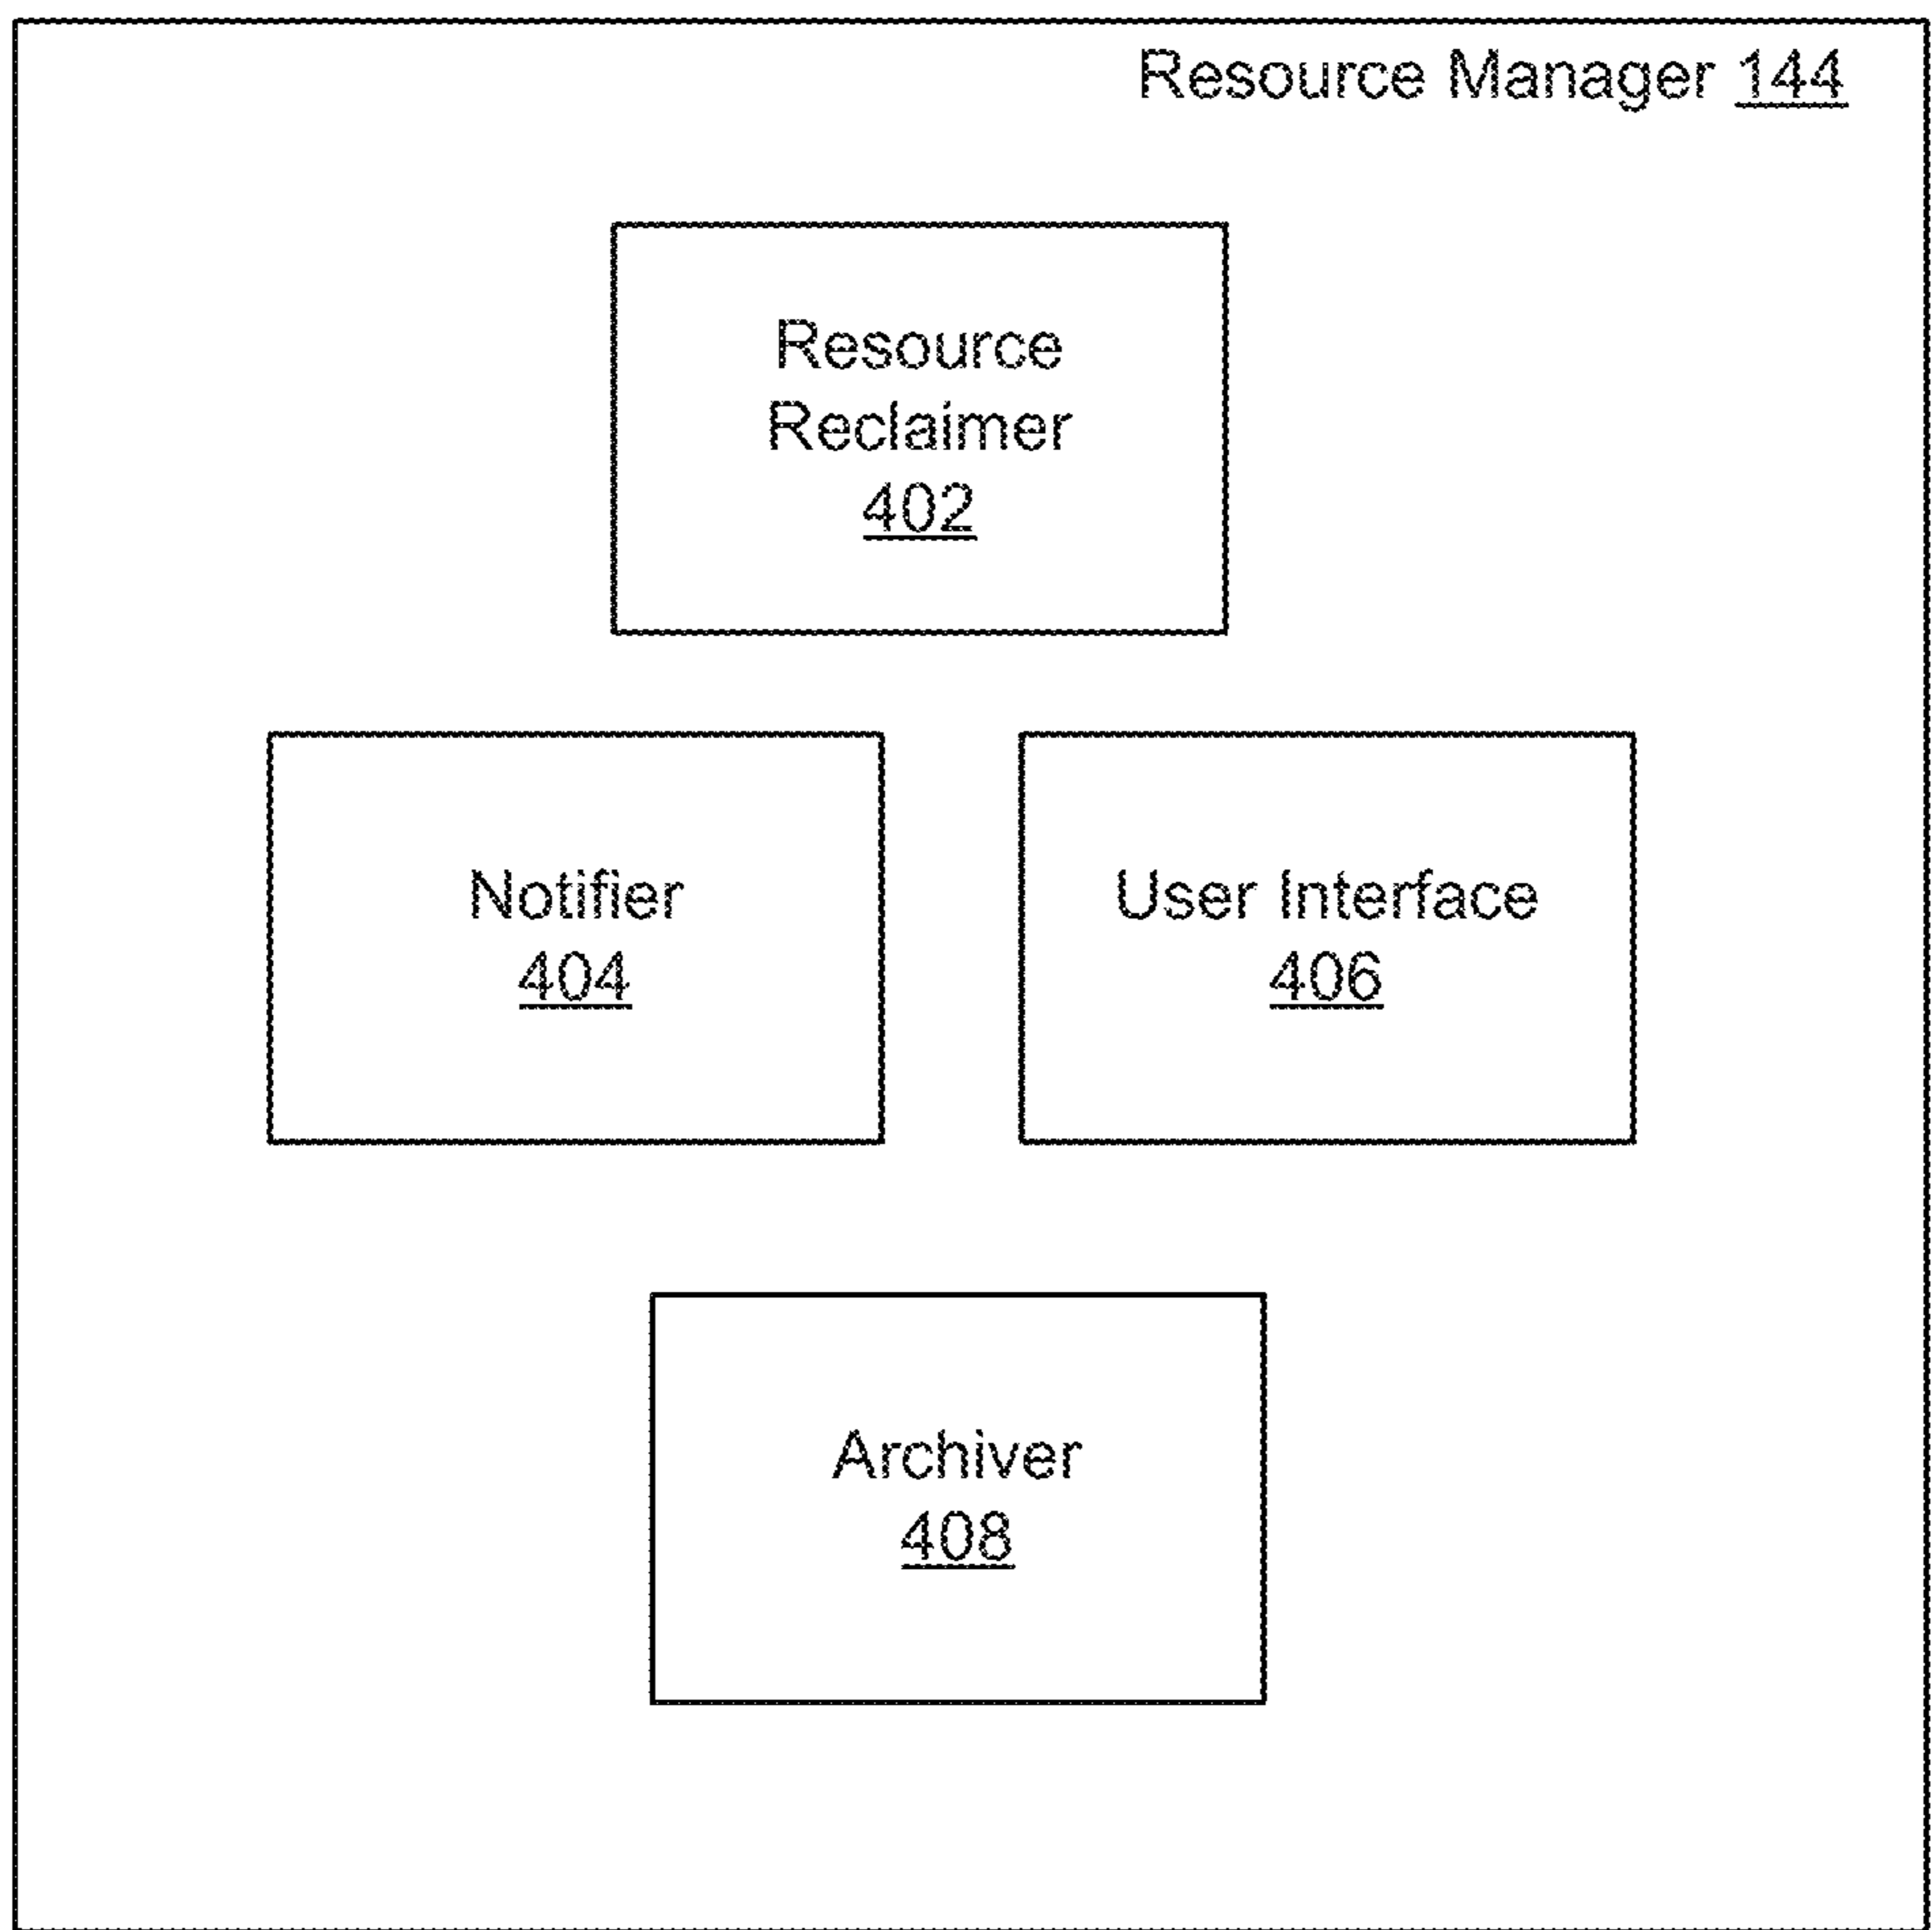 Resource Manager 144
Resource
Reclaimer
402
Notifier
404
User Interface
406
Archiver
408